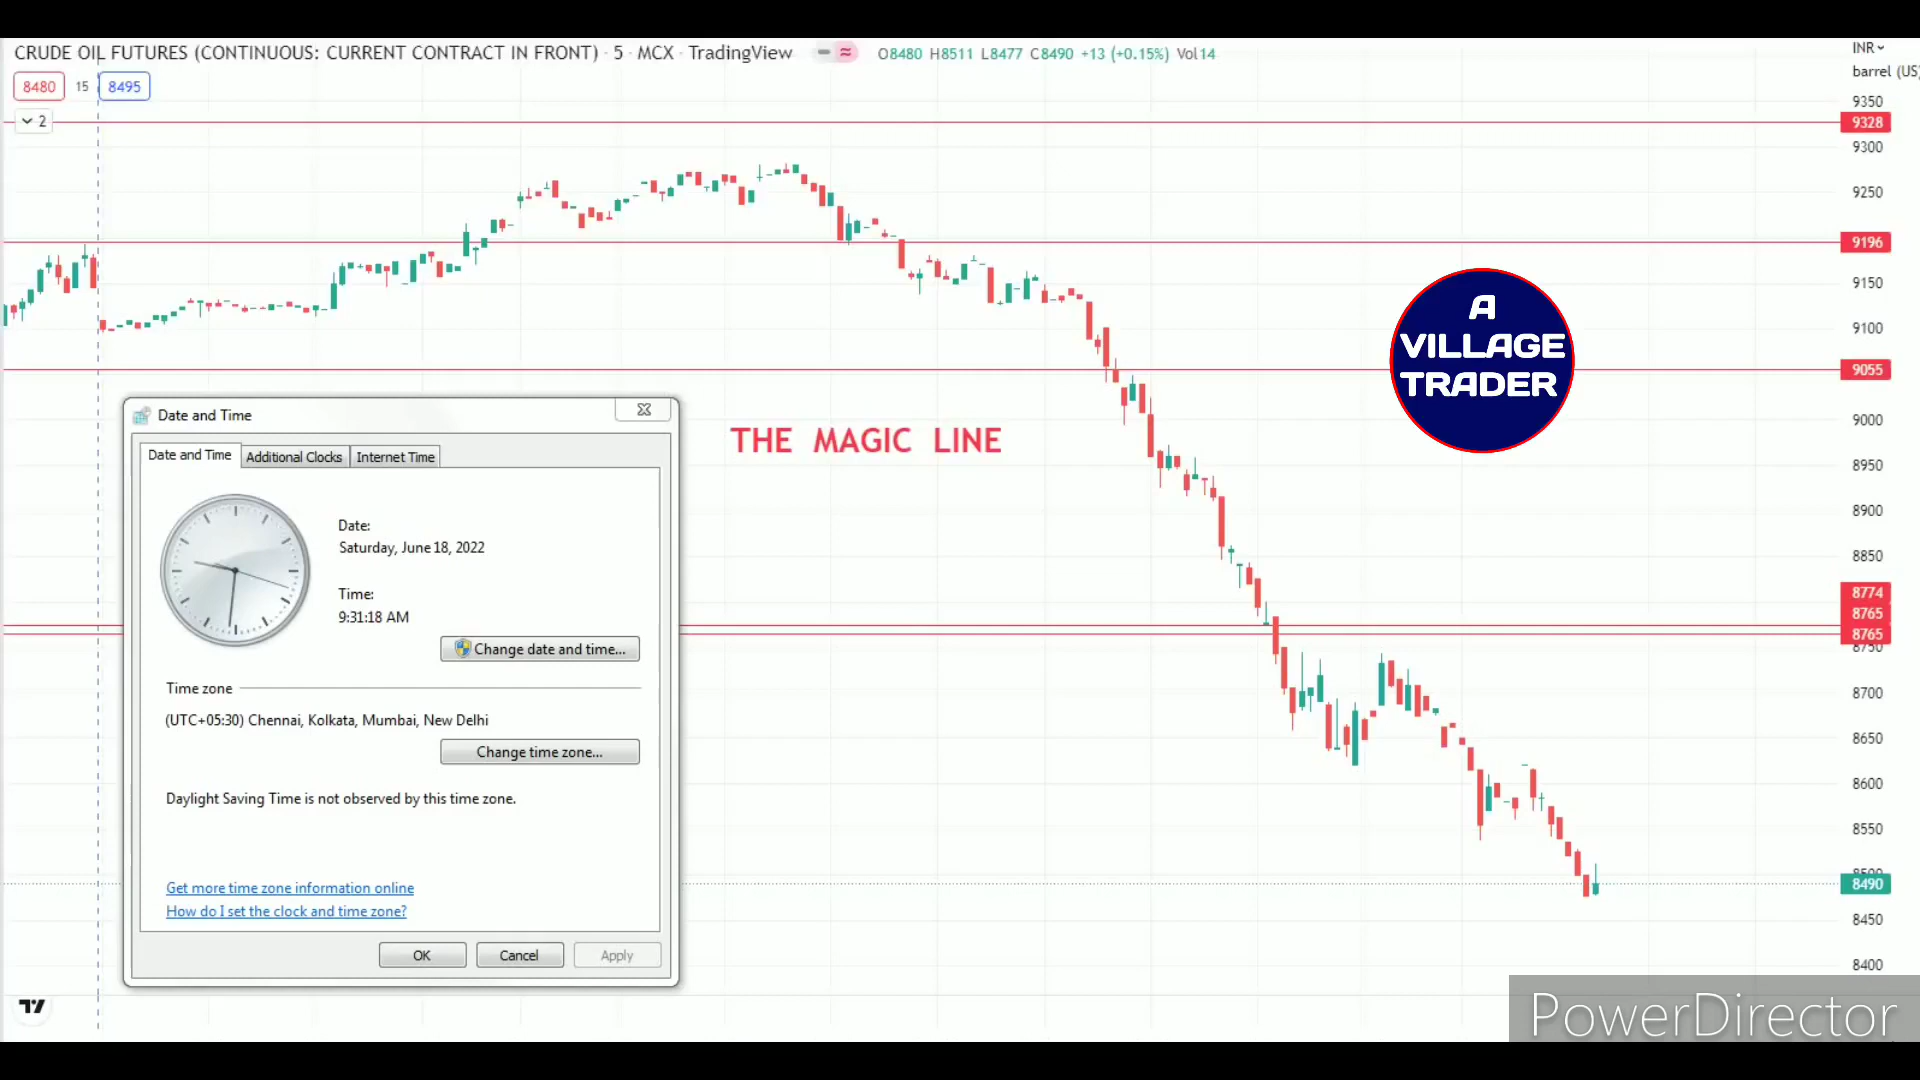 CRUDE OIL FUTURES (CONTINUOUS: CURRENT CONTRACT IN FRONT) · 5 · MCX · TradingView O8480 H8511 L8477 C8490 +13 (+0.15%) Vol14
INR
barrel (US
8480 15 8495
2
9350
9328
9300
9250
9196
9150
9100
9055
9000
8950
8900
8850
8774
8765
8765
8750
8700
8650
8600
8550
8500
8490
8450
8400
A
VILLAGE
TRADER
THE MAGIC LINE
Date and Time
Date and Time Additional Clocks Internet Time
Date:
Saturday, June 18, 2022
Time:
9:31:18 AM
Change date and time...
Time zone
(UTC+05:30) Chennai, Kolkata, Mumbai, New Delhi
Change time zone...
Daylight Saving Time is not observed by this time zone.
Get more time zone information online
How do I set the clock and time zone?
OK Cancel Apply
PowerDirector